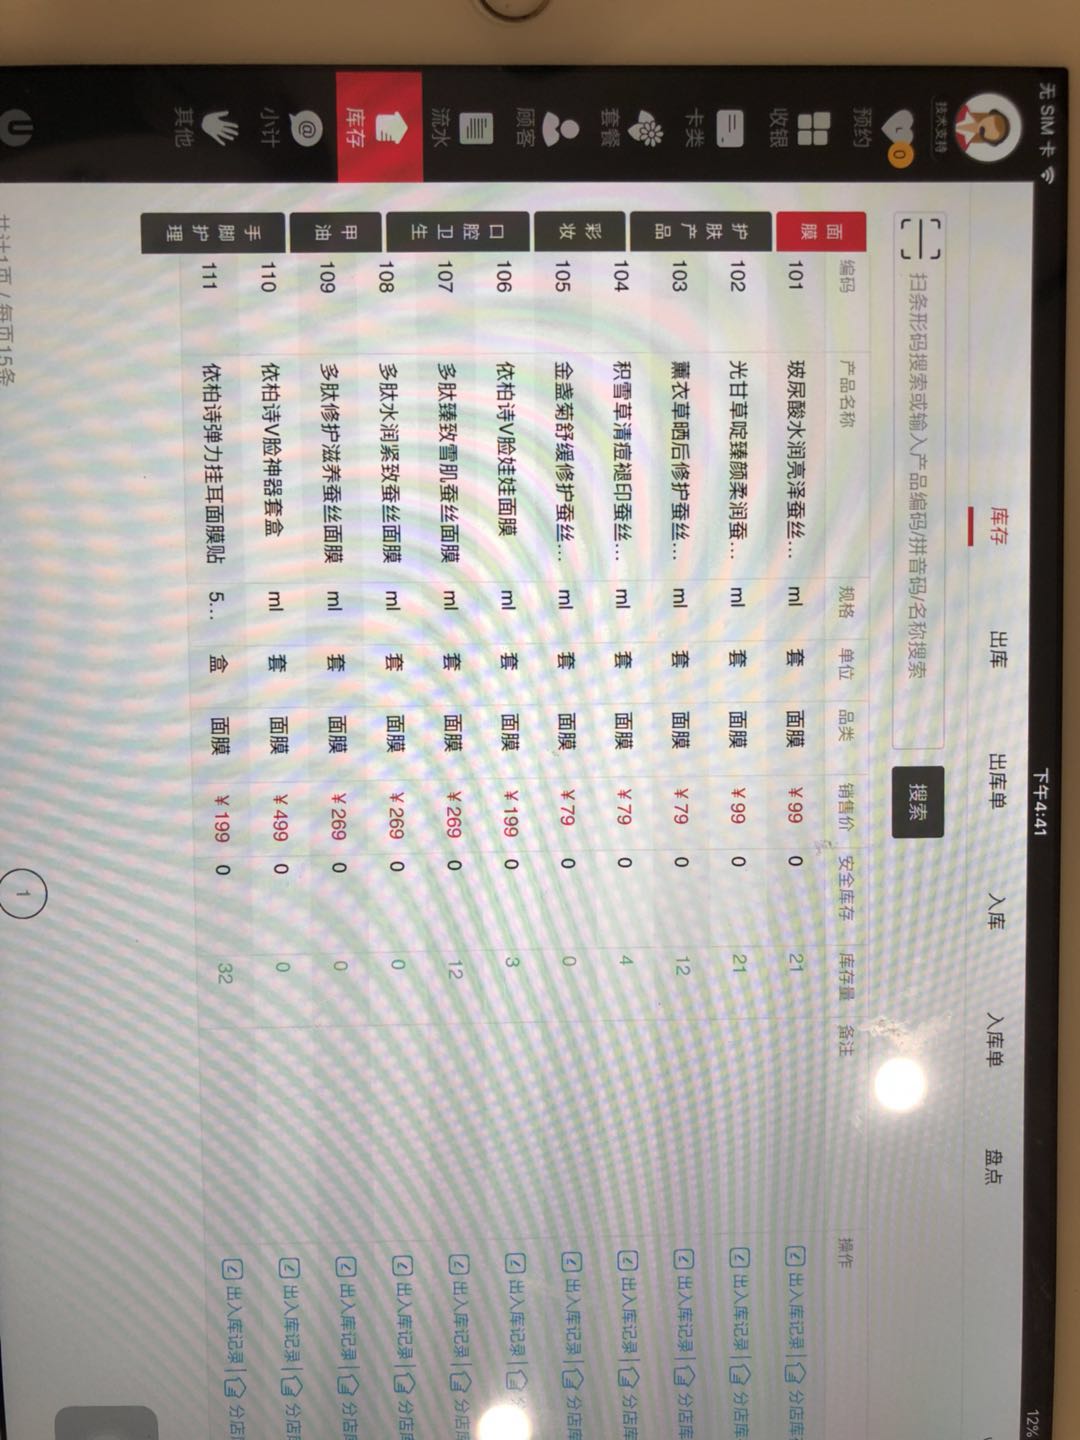 无 SIM 卡
下午4:41
12%
技术支持
0
预约
收银
卡类
套餐
顾客
流水
库存
小计
其他
库存
出库
出库单
入库
入库单
盘点
扫条形码搜索或输入产品编码/拼音码/名称搜索
搜索
面膜
护肤产品
彩妆
口腔卫生
甲油
手脚护理
编码 产品名称 规格 单位 品类 销售价 安全库存 库存量 备注 操作
101 玻尿酸水润亮泽蚕丝... ml 套 面膜 ￥99 0 21 出入库记录 | 分店库
102 光甘草啶臻颜柔润蚕... ml 套 面膜 ￥99 0 21 出入库记录 | 分店库
103 薰衣草晒后修护蚕丝... ml 套 面膜 ￥79 0 12 出入库记录 | 分店库
104 积雪草清痘褪印蚕丝... ml 套 面膜 ￥79 0 4 出入库记录 | 分店库
105 金盏菊舒缓修护蚕丝... ml 套 面膜 ￥79 0 0 出入库记录 | 分店库
106 依柏诗V脸娃娃面膜 ml 套 面膜 ￥199 0 3 出入库记录 | 分店库
107 多肽臻致雪肌蚕丝面膜 ml 套 面膜 ￥269 0 12 出入库记录 | 分店库
108 多肽水润紧致蚕丝面膜 ml 套 面膜 ￥269 0 0 出入库记录 | 分店库
109 多肽修护滋养蚕丝面膜 ml 套 面膜 ￥269 0 0 出入库记录 | 分店库
110 依柏诗V脸神器套盒 ml 套 面膜 ￥499 0 0 出入库记录 | 分店库
111 依柏诗弹力挂耳面膜贴 5... 盒 面膜 ￥199 0 32 出入库记录 | 分店库
共计1页 / 每页15条
1